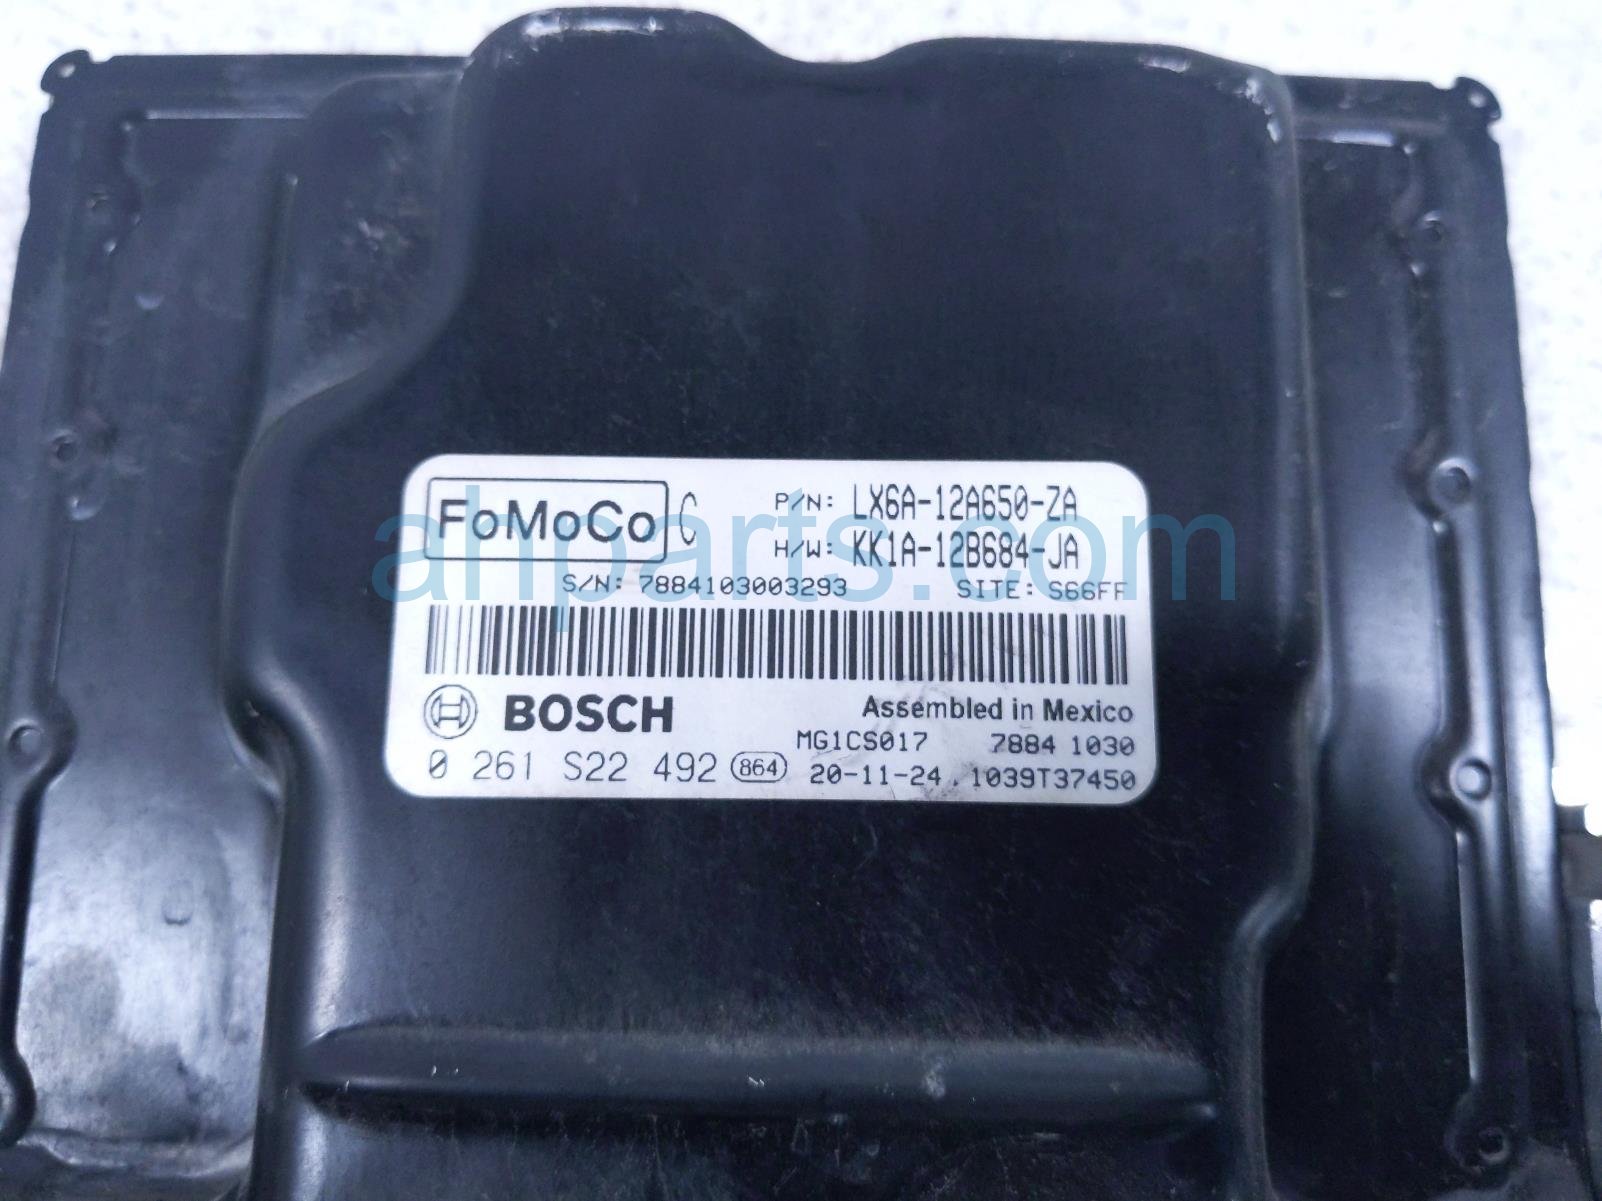 FoMoCo C P/N: LX6A-12A650-ZA
H/W: KK1A-12B684-JA
S/N: 7884103003293 SITE: S66FF
H BOSCH Assembled in Mexico
MG1CS017 7884 1030
0 261 S22 492 864 20-11-24 1039T37450
ahparts.com